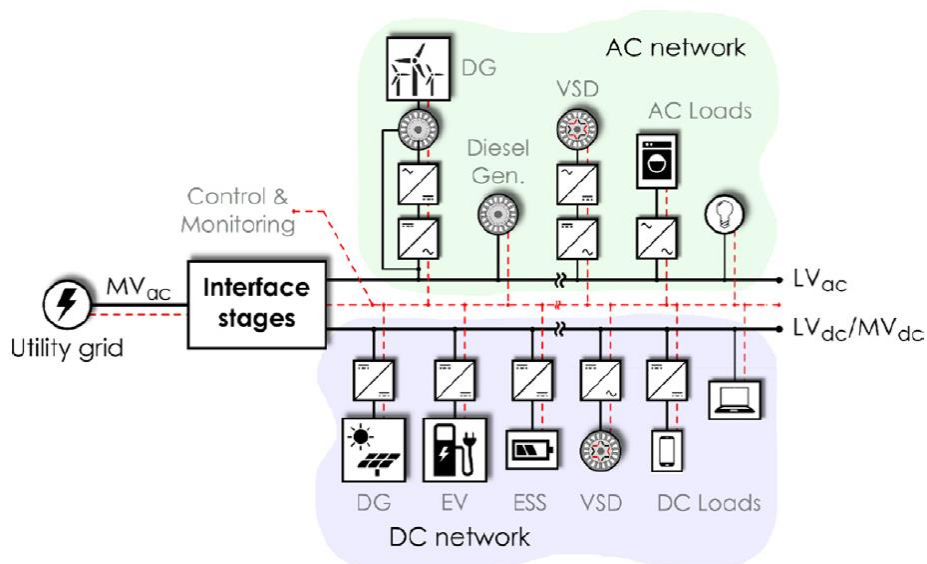 AC network
DG
VSD
AC Loads
Diesel
Gen.
Control &
Monitoring
MVac
Interface
stages
LVac
Utility grid
LVdc/MVdc
DG
EV
ESS
VSD
DC Loads
DC network